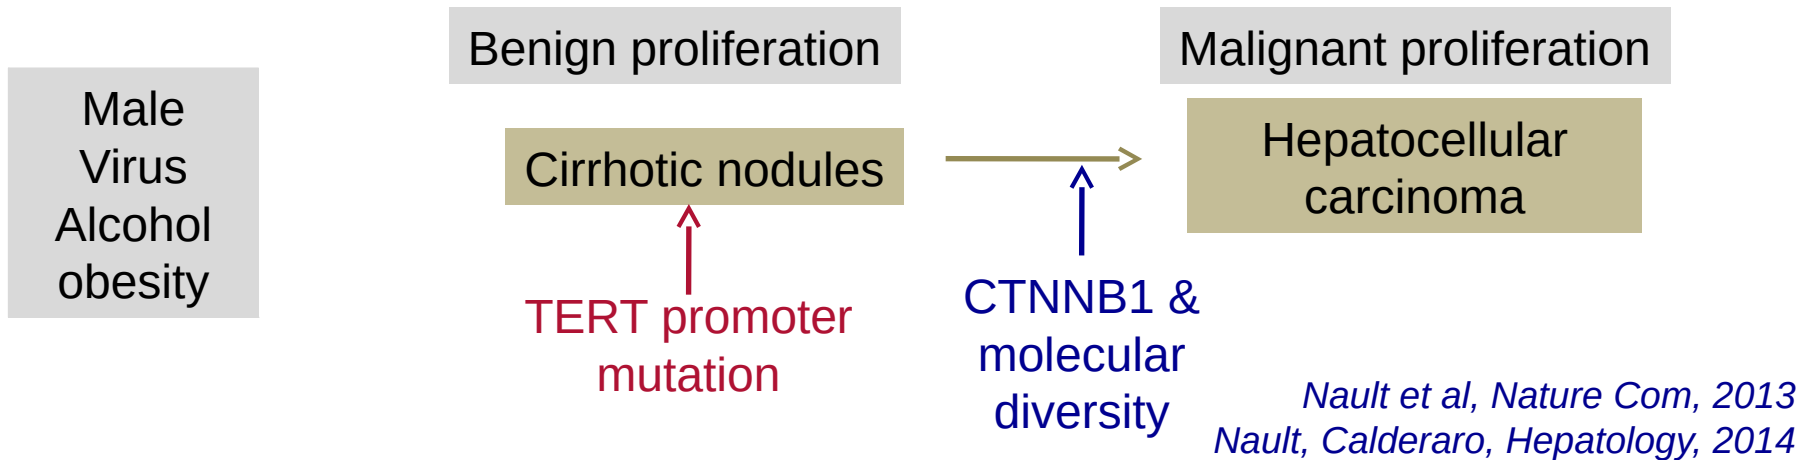 Male
Virus
Alcohol
obesity
Benign proliferation
Cirrhotic nodules
TERT promoter
mutation
CTNNB1 &
molecular
diversity
Malignant proliferation
Hepatocellular
carcinoma
Nault et al, Nature Com, 2013
Nault, Calderaro, Hepatology, 2014